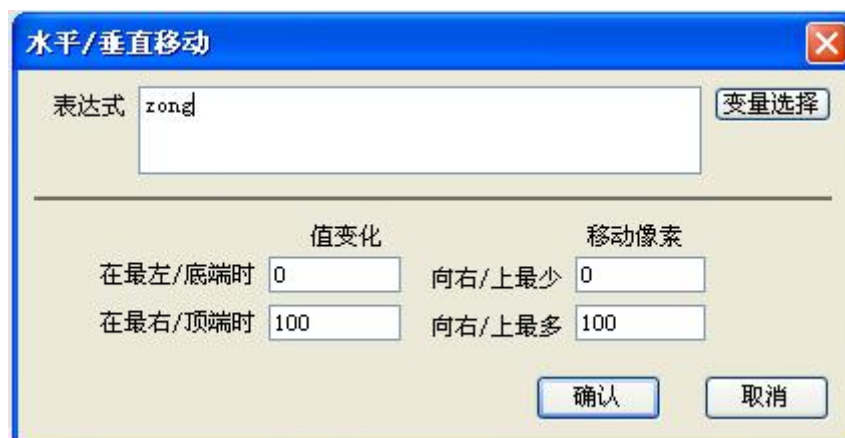 水平/垂直移动
表达式 zong 变量选择
值变化 移动像素
在最左/底端时 0 向右/上最少 0
在最右/顶端时 100 向右/上最多 100
确认 取消